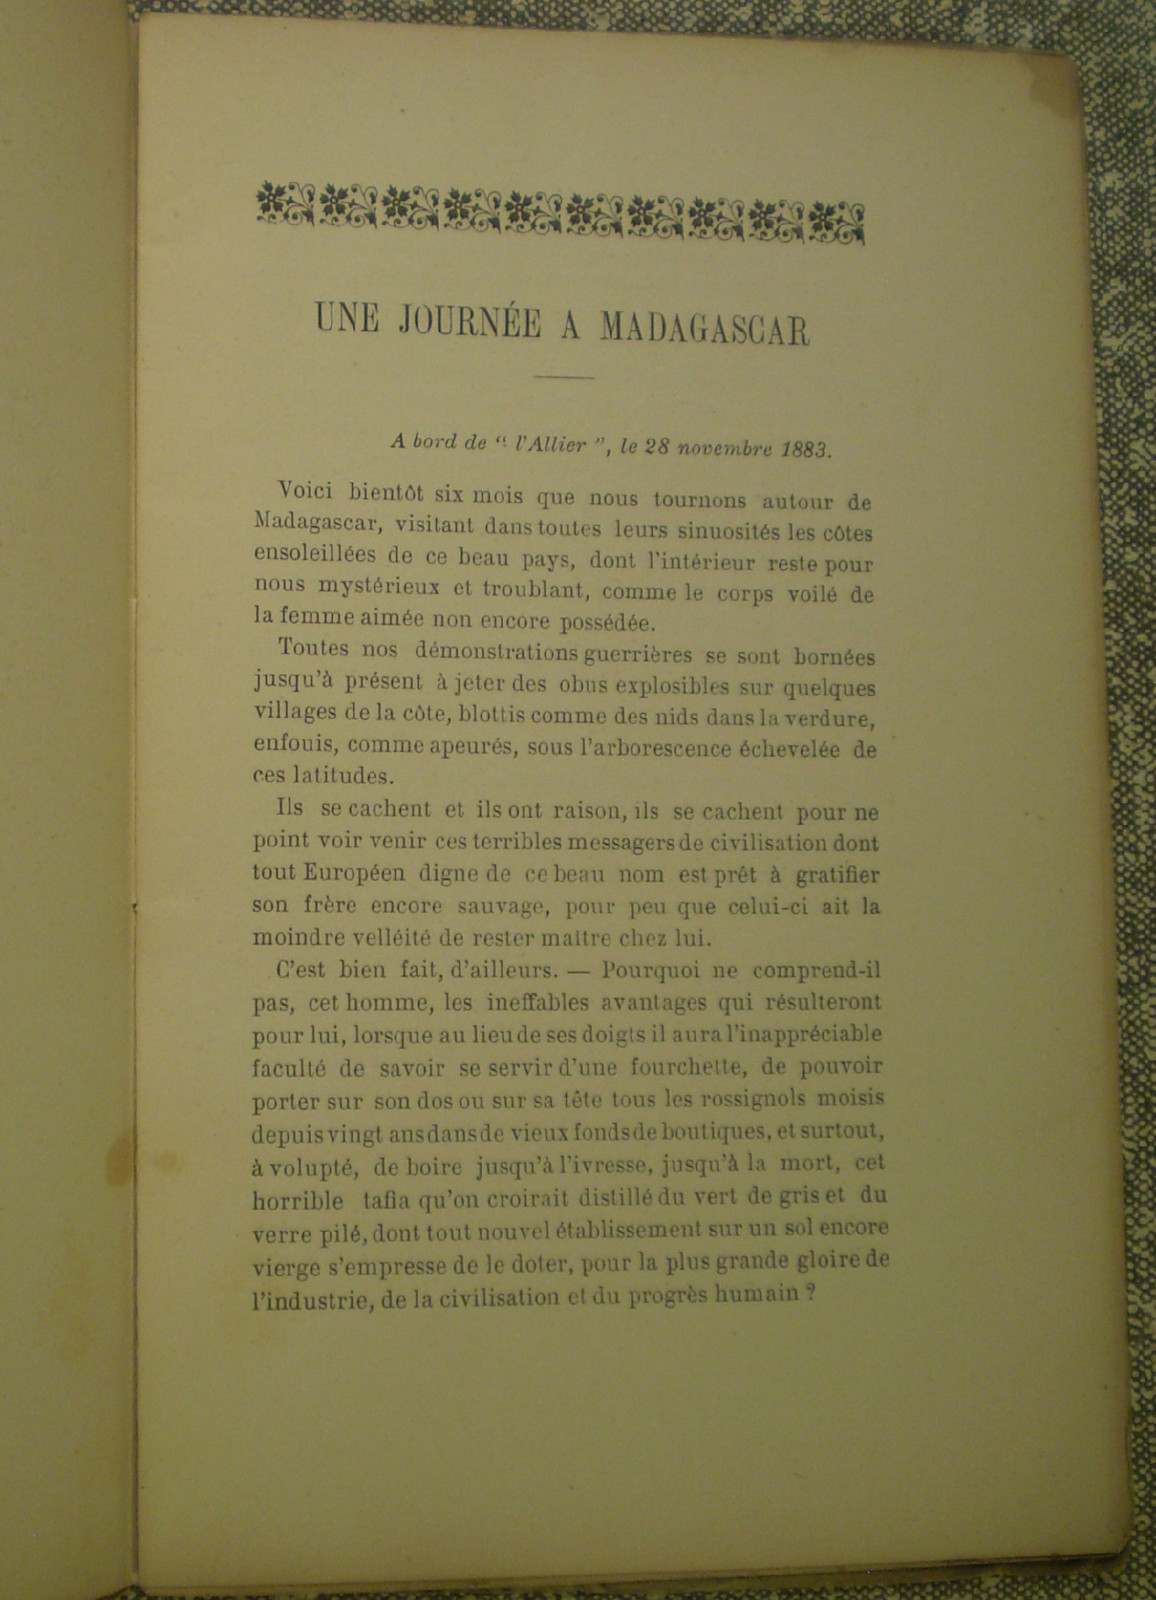 UNE JOURNÉE A MADAGASCAR
A bord de “ l'Allier ”, le 28 novembre 1883.
Voici bientôt six mois que nous tournons autour de
Madagascar, visitant dans toutes leurs sinuosités les côtes
ensoleillées de ce beau pays, dont l'intérieur reste pour
nous mystérieux et troublant, comme le corps voilé de
la femme aimée non encore possédée.
Toutes nos démonstrations guerrières se sont bornées
jusqu'à présent à jeter des obus explosibles sur quelques
villages de la côte, blottis comme des nids dans la verdure,
enfouis, comme apeurés, sous l'arborescence échevelée de
ces latitudes.
Ils se cachent et ils ont raison, ils se cachent pour ne
point voir venir ces terribles messagers de civilisation dont
tout Européen digne de ce beau nom est prêt à gratifier
son frère encore sauvage, pour peu que celui-ci ait la
moindre velléité de rester maître chez lui.
C'est bien fait, d'ailleurs. — Pourquoi ne comprend-il
pas, cet homme, les ineffables avantages qui résulteront
pour lui, lorsque au lieu de ses doigts il aura l'inappréciable
faculté de savoir se servir d'une fourchette, de pouvoir
porter sur son dos ou sur sa tête tous les rossignols moisis
depuis vingt ans dans de vieux fonds de boutiques, et surtout,
à volupté, de boire jusqu'à l'ivresse, jusqu'à la mort, cet
horrible tafia qu'on croirait distillé du vert de gris et du
verre pilé, dont tout nouvel établissement sur un sol encore
vierge s'empresse de le doter, pour la plus grande gloire de
l'industrie, de la civilisation et du progrès humain ?